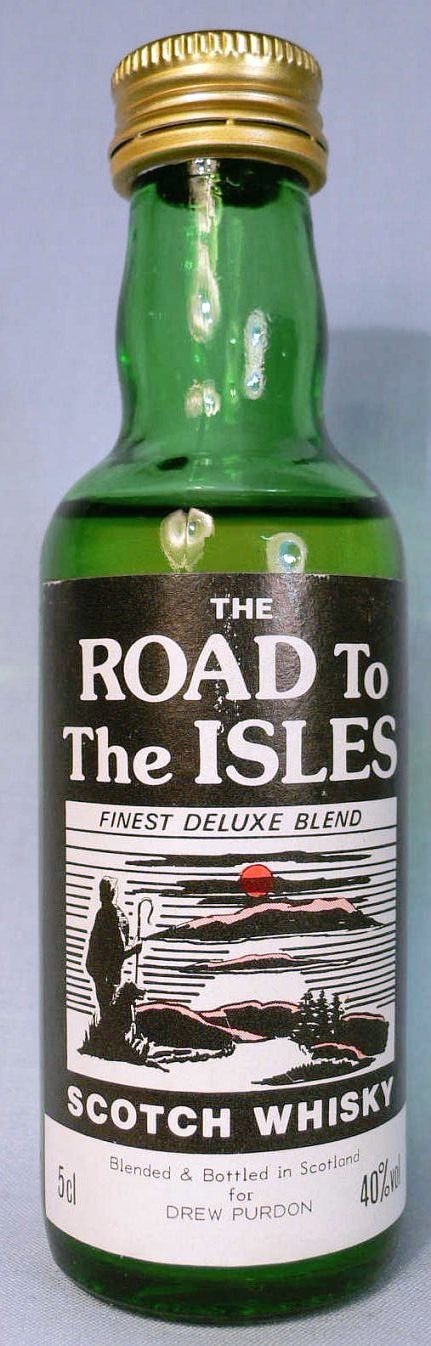 THE
ROAD To
The ISLES
FINEST DELUXE BLEND
SCOTCH WHISKY
Blended & Bottled in Scotland
5cl for 40%vol
DREW PURDON